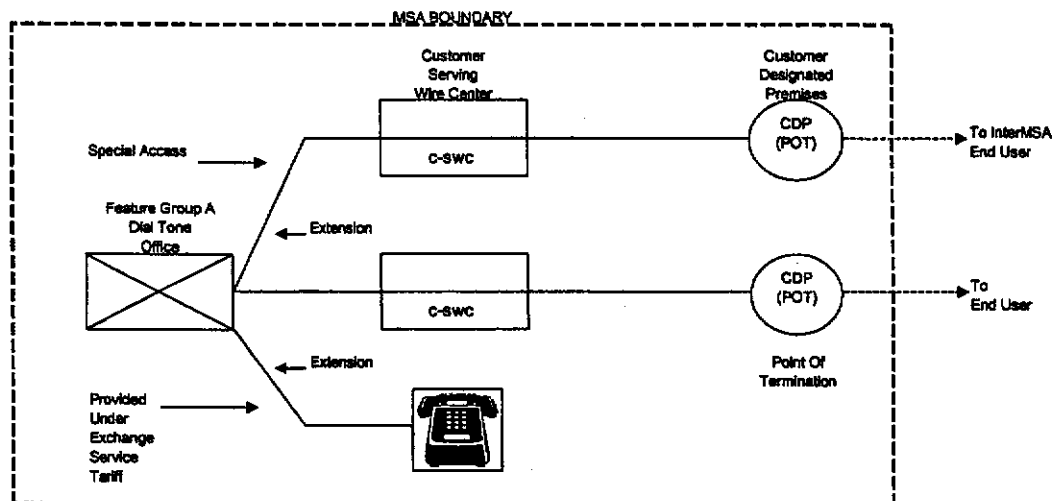 MSA BOUNDARY
Customer
Serving
Wire Center
Customer
Designated
Premises
C-SWC
CDP
(POT)
To InterMSA
End User
Special Access
Feature Group A
Dial Tone
Office
Extension
C-SWC
CDP
(POT)
To
End User
Extension
Point Of
Termination
Provided
Under
Exchange
Service
Tariff